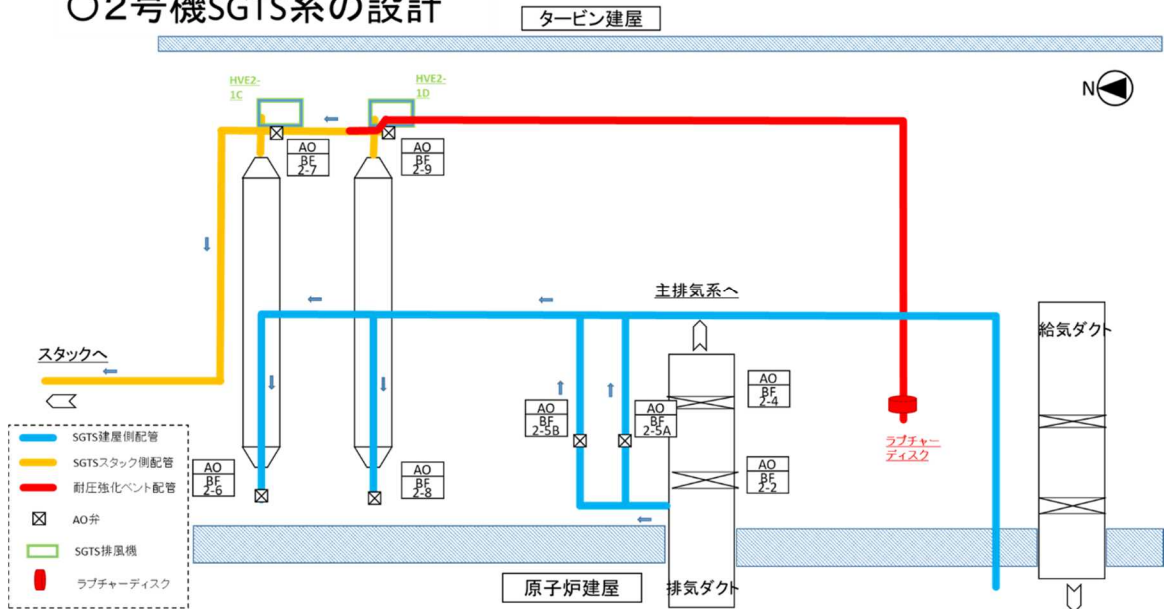 ○2号機SGTS系の設計
タービン建屋
N
HVE2-
1C
HVE2-
1D
AO
BF
2-7
AO
BF
2-9
主排気系へ
給気ダクト
スタックへ
AO
BF
2-4
AO
BF
2-5B
AO
BF
2-5A
ラプチャー
ディスク
AO
BF
2-6
AO
BF
2-8
AO
BF
2-2
SGTS建屋側配管
SGTSスタック側配管
耐圧強化ベント配管
AO弁
SGTS排風機
ラプチャーディスク
原子炉建屋
排気ダクト